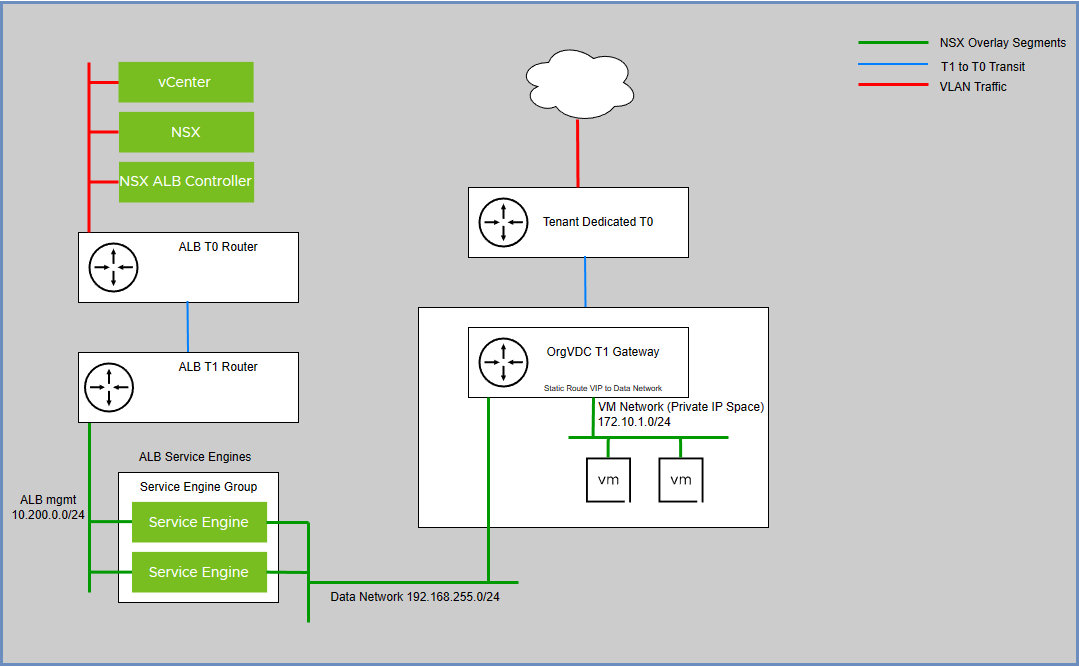 NSX Overlay Segments
T1 to T0 Transit
VLAN Traffic
vCenter
NSX
NSX ALB Controller
ALB T0 Router
ALB T1 Router
ALB Service Engines
Service Engine Group
ALB mgmt
10.200.0.0/24
Service Engine
Service Engine
Data Network 192.168.255.0/24
Tenant Dedicated T0
OrgVDC T1 Gateway
Static Route VIP to Data Network
VM Network (Private IP Space)
172.10.1.0/24
vm
vm